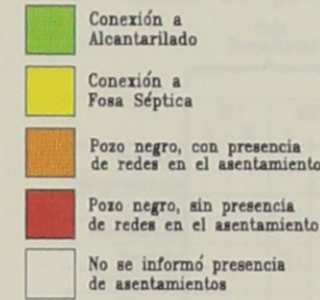 Conexión a
Alcantarilado
Conexión a
Fosa Séptica
Pozo negro, con presencia
de redes en el asentamiento
Pozo negro, sin presencia
de redes en el asentamiento
No se informó presencia
de asentamientos